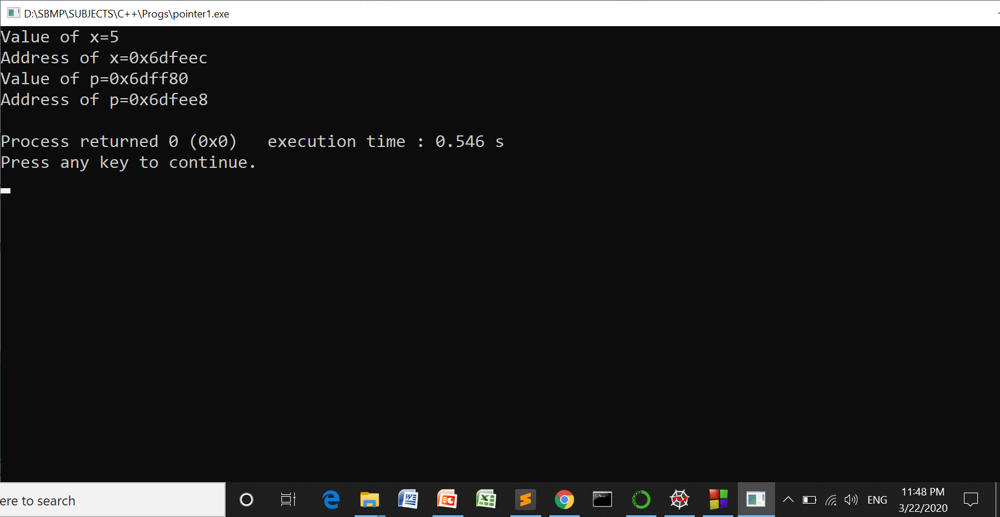 D:\SBMP\SUBJECTS\C++\Progs\pointer1.exe
Value of x=5
Address of x=0x6dfeec
Value of p=0x6dff80
Address of p=0x6dfee8
Process returned 0 (0x0)   execution time : 0.546 s
Press any key to continue.
ere to search
ENG
11:48 PM
3/22/2020